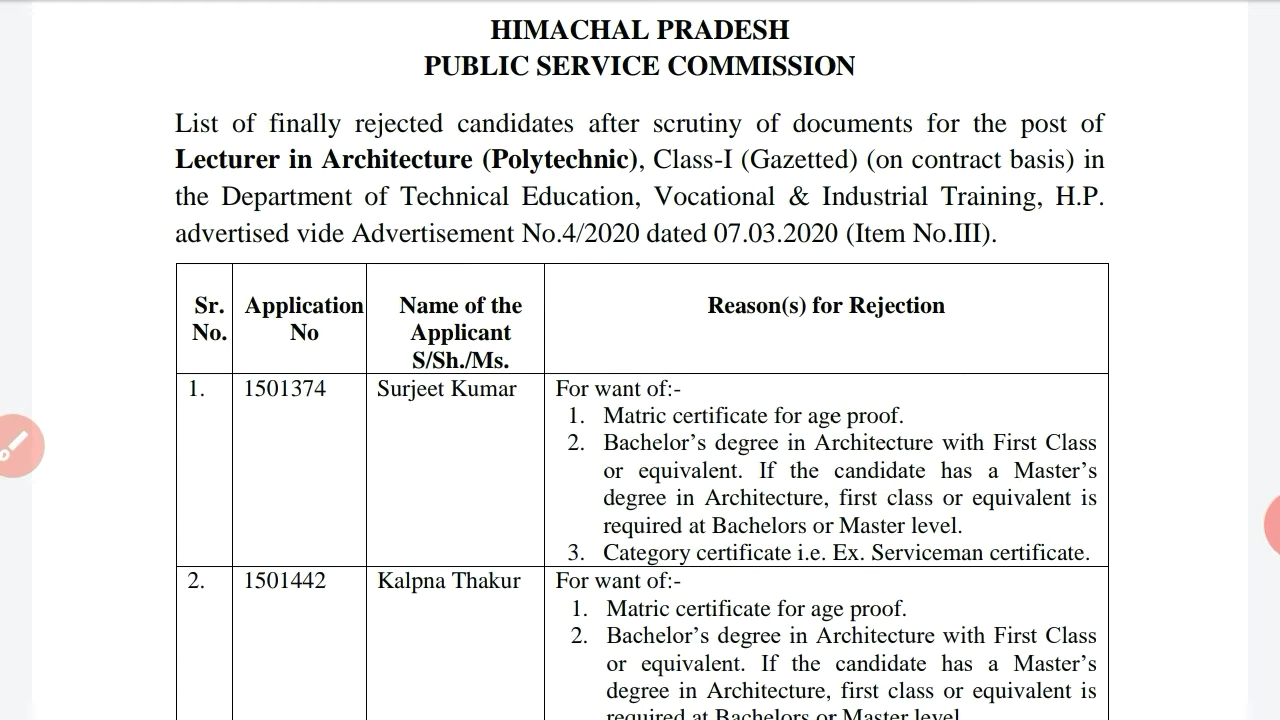 HIMACHAL PRADESH
PUBLIC SERVICE COMMISSION
List of finally rejected candidates after scrutiny of documents for the post of
Lecturer in Architecture (Polytechnic), Class-I (Gazetted) (on contract basis) in
the Department of Technical Education, Vocational & Industrial Training, H.P.
advertised vide Advertisement No.4/2020 dated 07.03.2020 (Item No.III).
Sr. No.
Application No
Name of the Applicant S/Sh./Ms.
Reason(s) for Rejection
1.
1501374
Surjeet Kumar
For want of:-
1. Matric certificate for age proof.
2. Bachelor’s degree in Architecture with First Class
or equivalent. If the candidate has a Master’s
degree in Architecture, first class or equivalent is
required at Bachelors or Master level.
3. Category certificate i.e. Ex. Serviceman certificate.
2.
1501442
Kalpna Thakur
For want of:-
1. Matric certificate for age proof.
2. Bachelor’s degree in Architecture with First Class
or equivalent. If the candidate has a Master’s
degree in Architecture, first class or equivalent is
required at Bachelors or Master level.